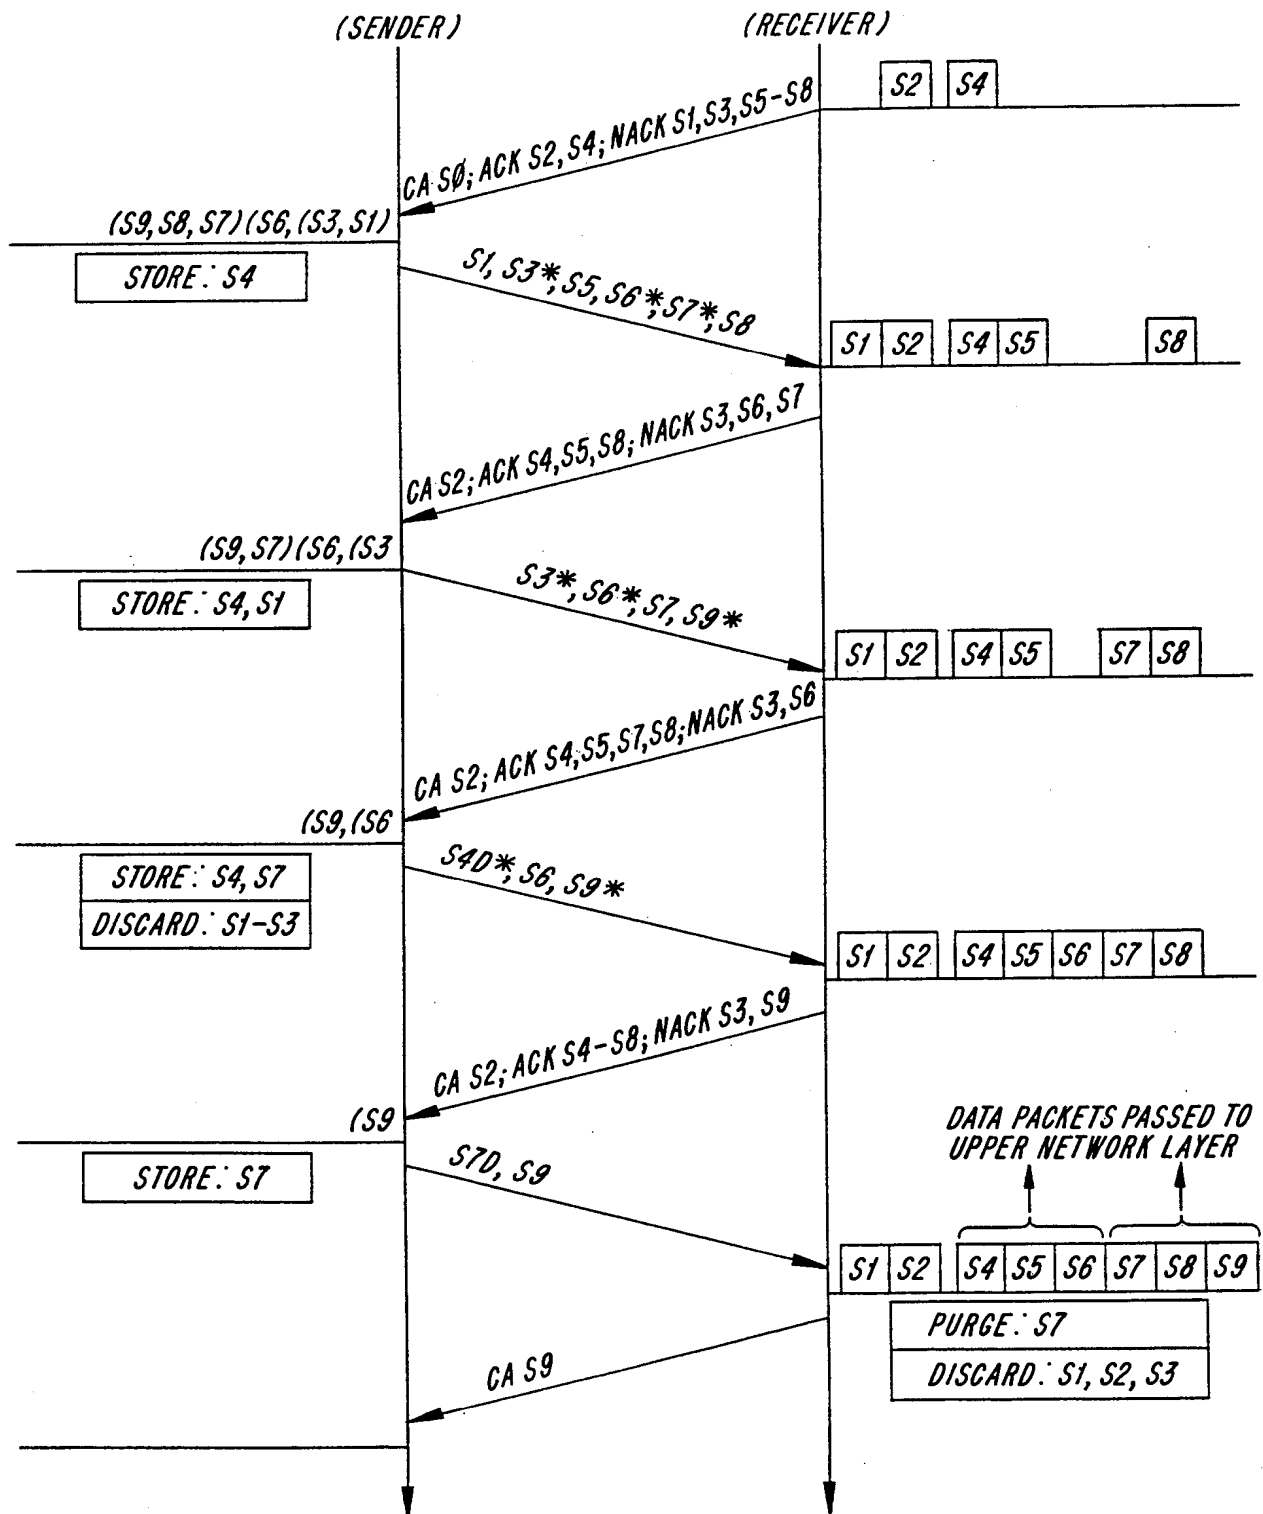 (SENDER)
(RECEIVER)
S2 S4
CA SØ; ACK S2, S4; NACK S1, S3, S5-S8
(S9, S8, S7)(S6, (S3, S1)
STORE: S4
S1, S3*, S5, S6*, S7*, S8
S1 S2 S4 S5 S8
CA S2; ACK S4, S5, S8; NACK S3, S6, S7
(S9, S7)(S6, (S3
STORE: S4, S1
S3*, S6*, S7, S9*
S1 S2 S4 S5 S7 S8
CA S2; ACK S4, S5, S7, S8; NACK S3, S6
(S9, (S6
STORE: S4, S7
DISCARD: S1-S3
S4D*, S6, S9*
S1 S2 S4 S5 S6 S7 S8
CA S2; ACK S4-S8; NACK S3, S9
(S9
STORE: S7
S7D, S9
DATA PACKETS PASSED TO
UPPER NETWORK LAYER
S1 S2 S4 S5 S6 S7 S8 S9
PURGE: S7
DISCARD: S1, S2, S3
CA S9